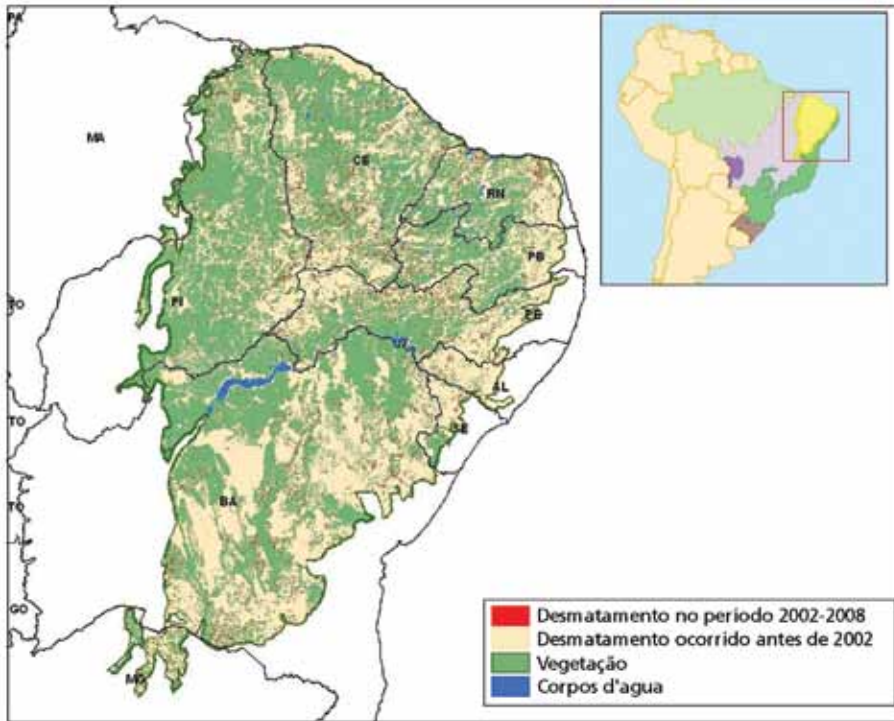 PA
MA
CE
RN
PB
PI
PE
TO
AL
TO
SE
BA
TO
GO
MG
Desmatamento no período 2002-2008
Desmatamento ocorrido antes de 2002
Vegetação
Corpos d'agua